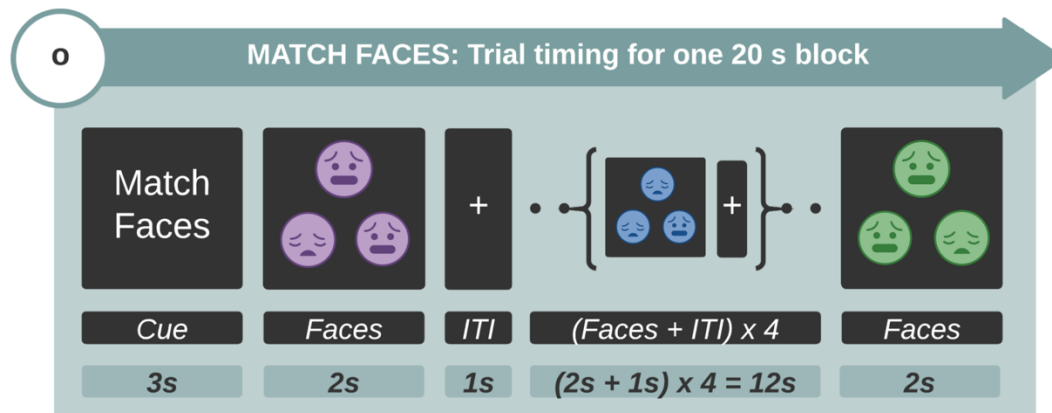 o
MATCH FACES: Trial timing for one 20 s block
Match
Faces
+
+
Cue
Faces
ITI
(Faces + ITI) x 4
Faces
3s
2s
1s
(2s + 1s) x 4 = 12s
2s